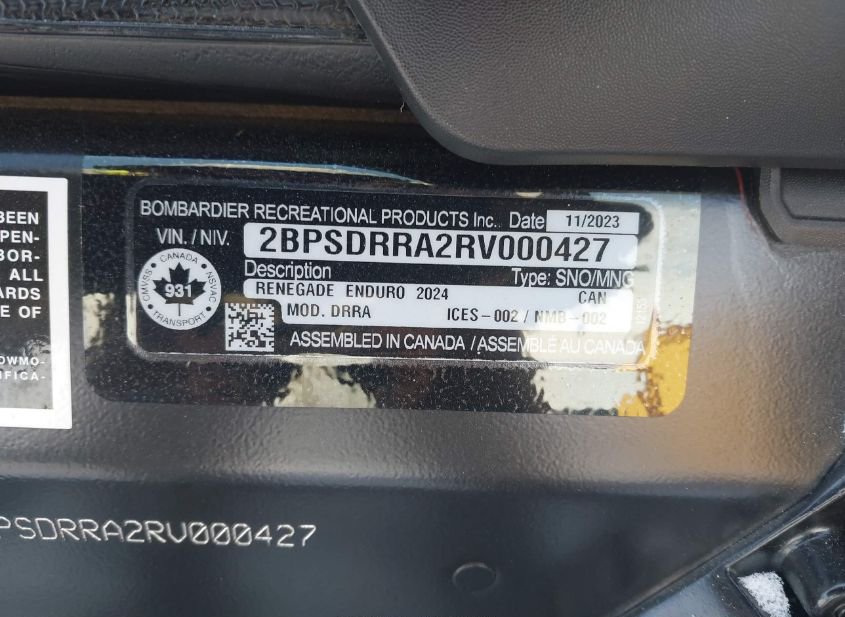 BEEN
PEN-
BOR-
ALL
ARDS
E OF
OWMO-
IFICA-
BOMBARDIER RECREATIONAL PRODUCTS Inc. Date 11/2023
VIN./NIV. 2BPSDRRA2RV000427
Description Type: SNO/MNG
RENEGADE ENDURO 2024 CAN
MOD. DRRA ICES-002 / NMB-002
ASSEMBLED IN CANADA / ASSEMBLÉ AU CANADA
CANADA
CMVSS
NSVAC
931
TRANSPORT
PSDRRA2RV000427